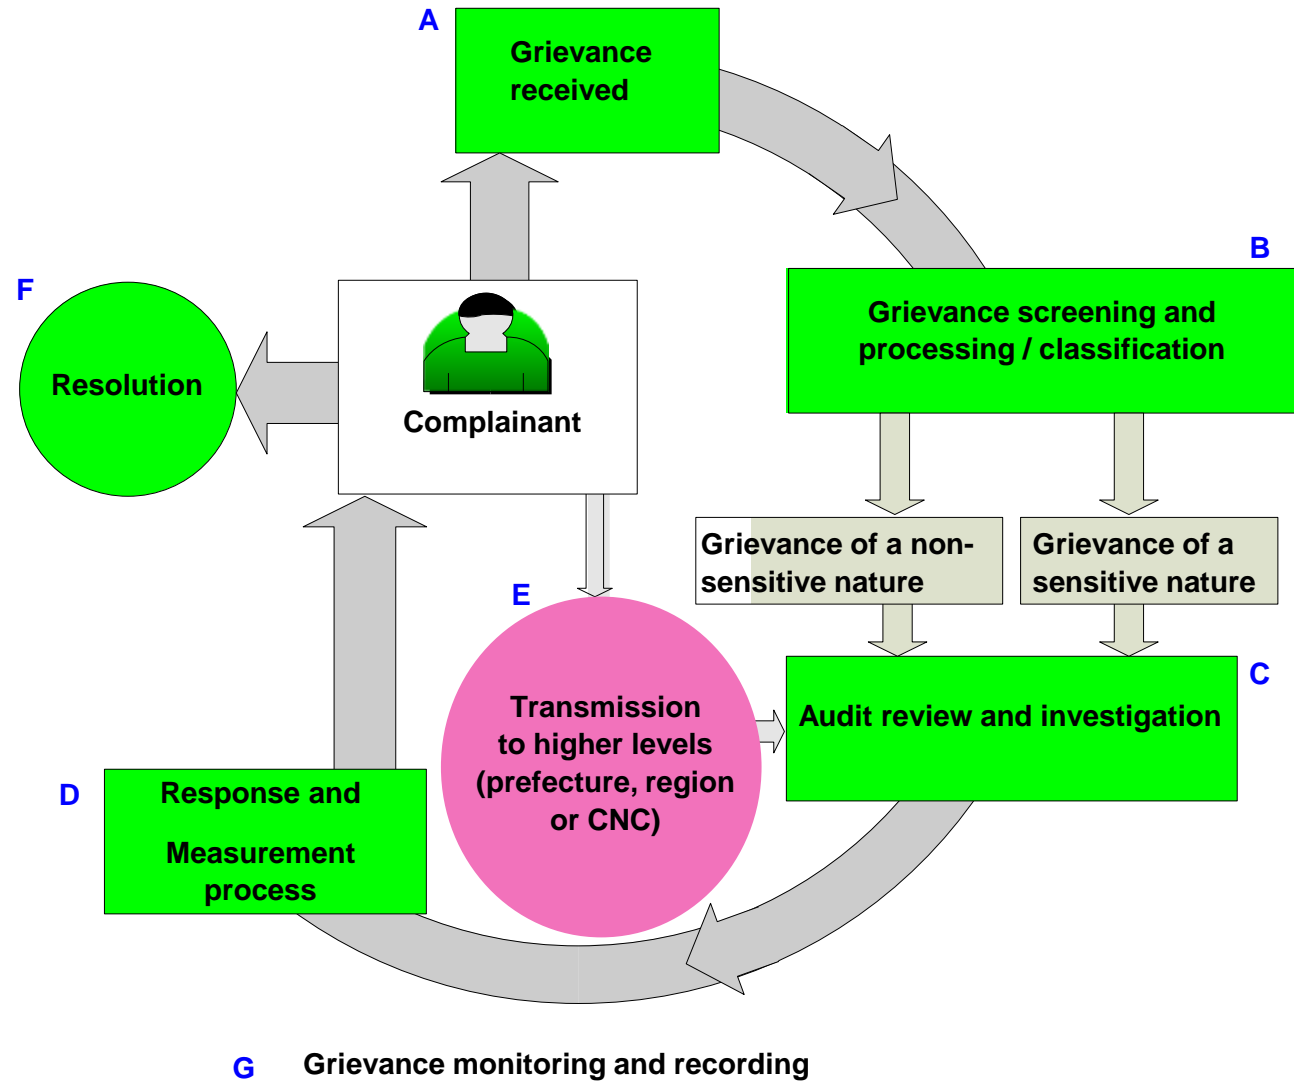 A
Grievance
received
B
Grievance screening and
processing / classification
F
Resolution
Complainant
Grievance of a non-
sensitive nature
Grievance of a
sensitive nature
E
Transmission
to higher levels
(prefecture, region
or CNC)
C
Audit review and investigation
D
Response and
Measurement
process
G Grievance monitoring and recording